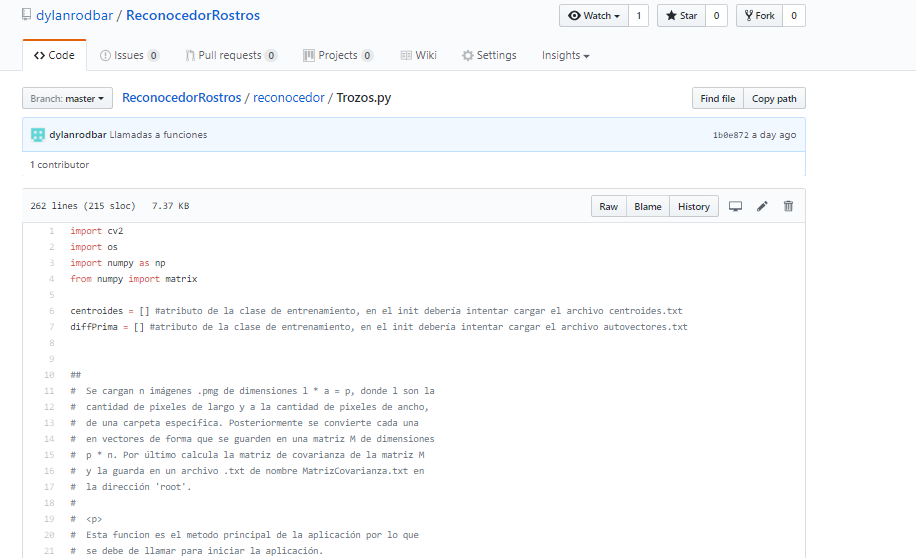 dylanrodbar / ReconocedorRostros
Watch 1 Star 0 Fork 0
Code Issues 0 Pull requests 0 Projects 0 Wiki Settings Insights
Branch: master ReconocedorRostros / reconocedor / Trozos.py Find file Copy path
dylanrodbar Llamadas a funciones 1b0e872 a day ago
1 contributor
262 lines (215 sloc) 7.37 KB Raw Blame History
1 import cv2
2 import os
3 import numpy as np
4 from numpy import matrix
5
6 centroides = [] #atributo de la clase de entrenamiento, en el init debería intentar cargar el archivo centroides.txt
7 diffPrima = [] #atributo de la clase de entrenamiento, en el init debería intentar cargar el archivo autovectores.txt
8
9
10 ##
11 # Se cargan n imágenes .pmg de dimensiones l * a = p, donde l son la
12 # cantidad de pixeles de largo y a la cantidad de pixeles de ancho,
13 # de una carpeta especifica. Posteriormente se convierte cada una
14 # en vectores de forma que se guarden en una matriz M de dimensiones
15 # p * n. Por último calcula la matriz de covarianza de la matriz M
16 # y la guarda en un archivo .txt de nombre MatrizCovarianza.txt en
17 # la dirección 'root'.
18 #
19 # <p>
20 # Esta funcion es el metodo principal de la aplicación por lo que
21 # se debe de llamar para iniciar la aplicación.